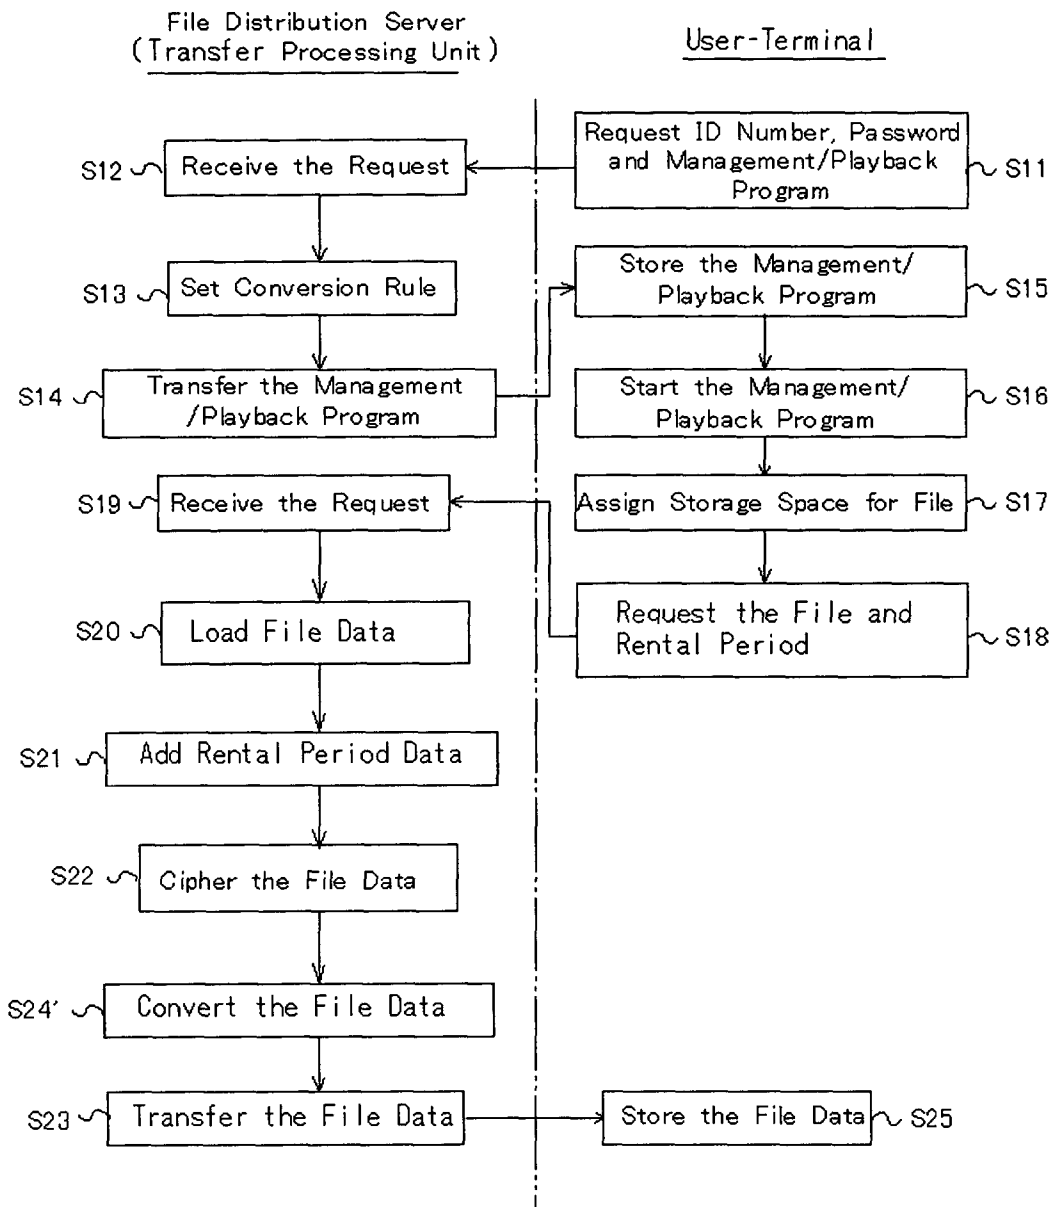 File Distribution Server
(Transfer Processing Unit)
User-Terminal
Request ID Number, Password
and Management/Playback
Program
S11
S12
Receive the Request
S13
Set Conversion Rule
Store the Management/
Playback Program
S15
S14
Transfer the Management
/Playback Program
Start the Management/
Playback Program
S16
S19
Receive the Request
Assign Storage Space for File
S17
S20
Load File Data
Request the File and
Rental Period
S18
S21
Add Rental Period Data
S22
Cipher the File Data
S24'
Convert the File Data
S23
Transfer the File Data
Store the File Data
S25